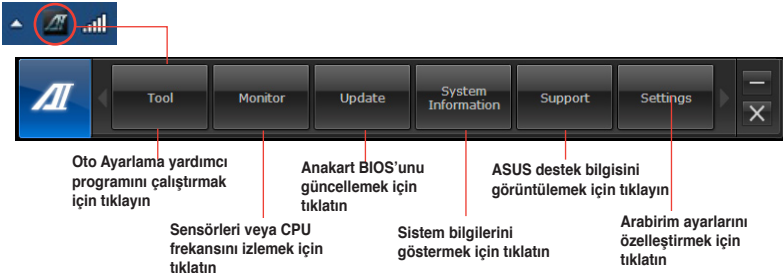 Tool
Monitor
Update
System
Information
Support
Settings
Oto Ayarlama yardımcı
programını çalıştırmak
için tıklayın
Sensörleri veya CPU
frekansını izlemek için
tıklatın
Anakart BIOS’unu
güncellemek için
tıklatın
Sistem bilgilerini
göstermek için tıklatın
ASUS destek bilgisini
görüntülemek için tıklayın
Arabirim ayarlarını
özelleştirmek için
tıklatın